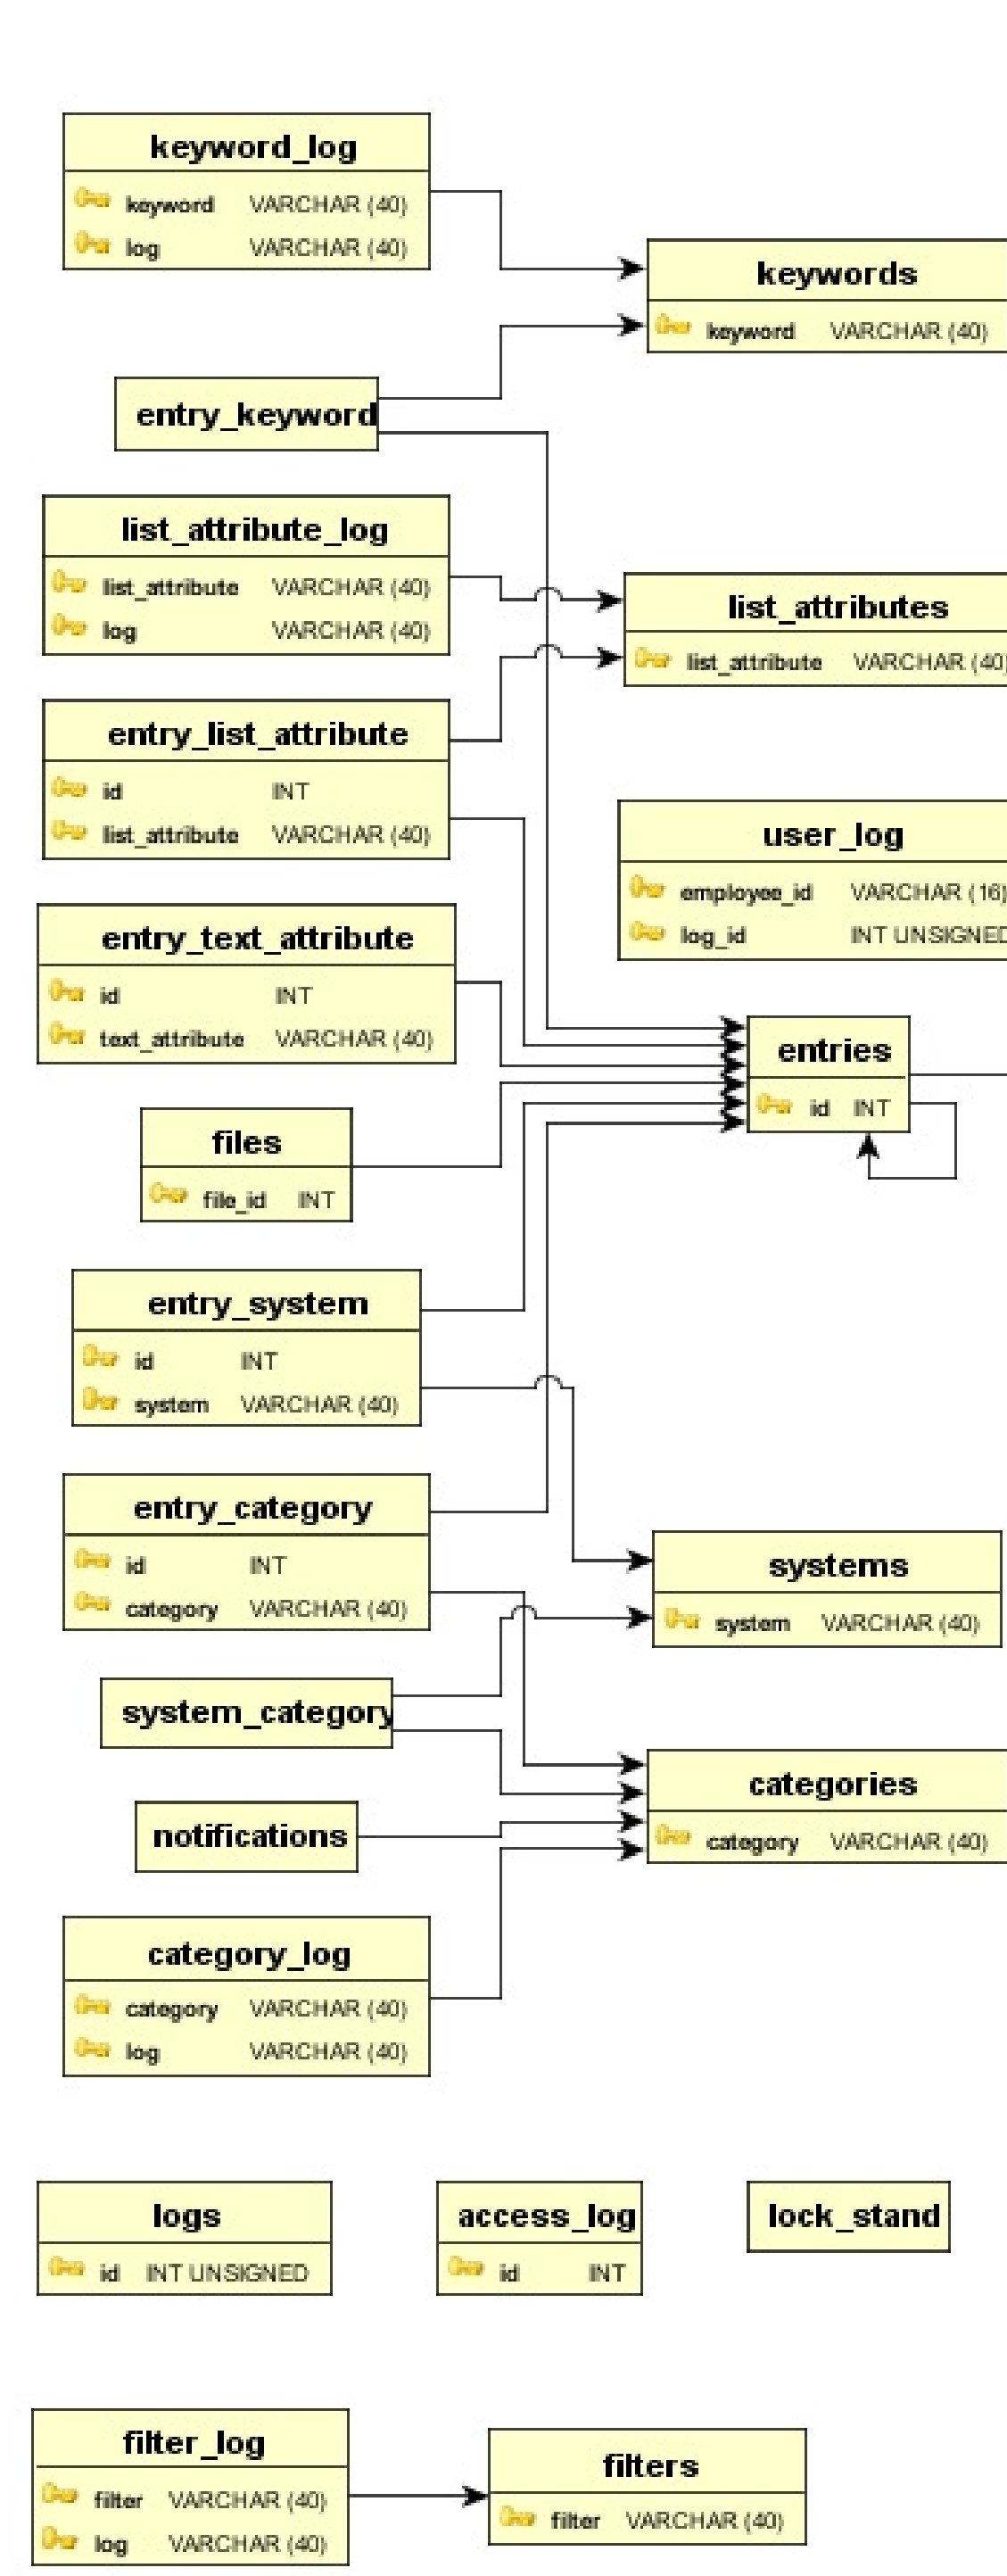 keyword_log
keyword VARCHAR (40)
log VARCHAR (40)
keywords
keyword VARCHAR (40)
entry_keyword
list_attribute_log
list_attribute VARCHAR (40)
log VARCHAR (40)
list_attributes
list_attribute VARCHAR (40)
entry_list_attribute
id INT
list_attribute VARCHAR (40)
user_log
employee_id VARCHAR (16)
log_id INT UNSIGNED
entry_text_attribute
id INT
text_attribute VARCHAR (40)
entries
id INT
files
file_id INT
entry_system
id INT
system VARCHAR (40)
entry_category
id INT
category VARCHAR (40)
systems
system VARCHAR (40)
system_category
categories
category VARCHAR (40)
notifications
category_log
category VARCHAR (40)
log VARCHAR (40)
logs
id INT UNSIGNED
access_log
id INT
lock_stand
filter_log
filter VARCHAR (40)
log VARCHAR (40)
filters
filter VARCHAR (40)